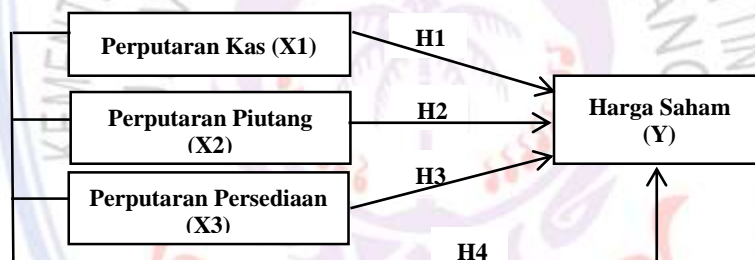 Perputaran Kas (X1)
H1
Perputaran Piutang
(X2)
H2
Harga Saham
(Y)
Perputaran Persediaan
(X3)
H3
H4